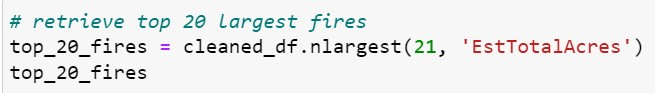 # retrieve top 20 largest fires
top_20_fires = cleaned_df.nlargest(21, 'EstTotalAcres')
top_20_fires